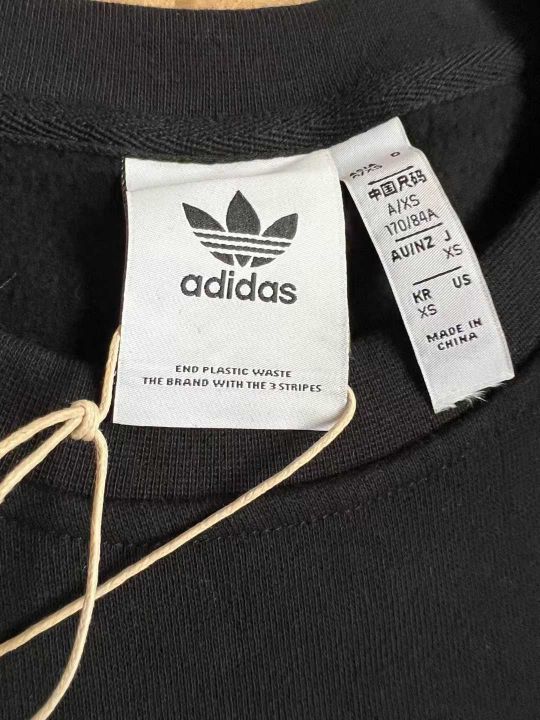 adidas
END PLASTIC WASTE
THE BRAND WITH THE 3 STRIPES
中国尺码
A/XS
170/84A
AU/NZ J
XS
KR US
XS
MADE IN
CHINA